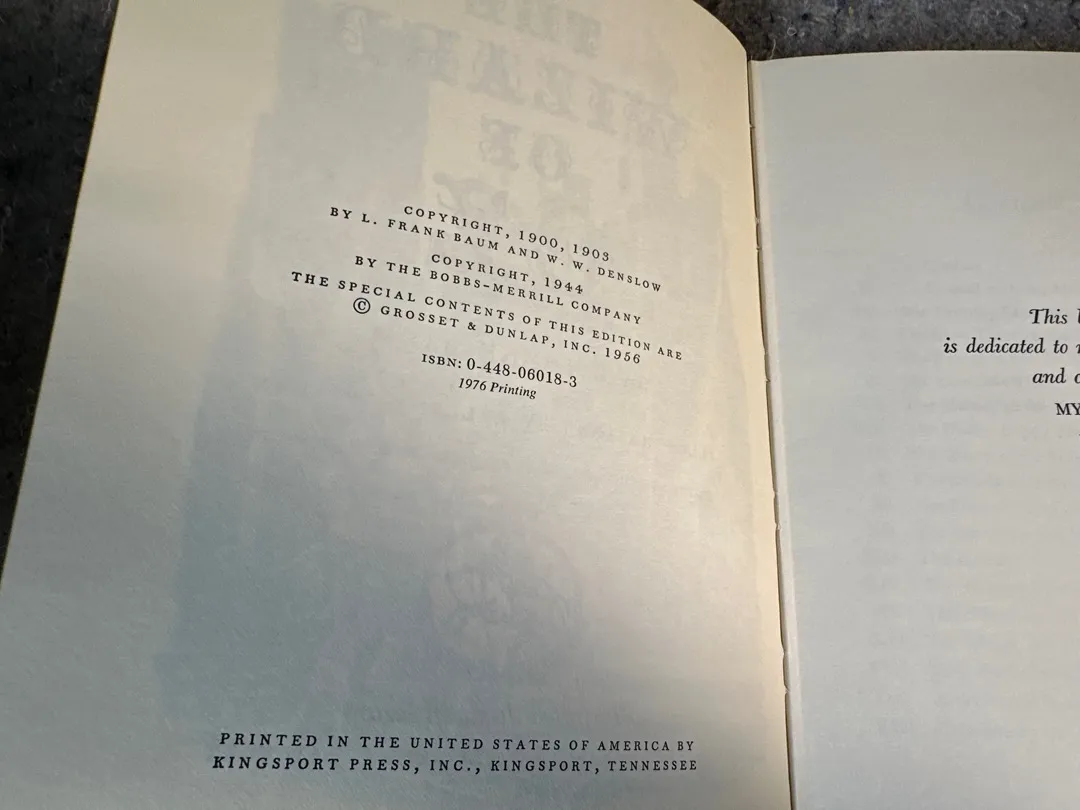 COPYRIGHT, 1900, 1903
BY L. FRANK BAUM AND W. W. DENSLOW
COPYRIGHT, 1944
BY THE BOBBS-MERRILL COMPANY
THE SPECIAL CONTENTS OF THIS EDITION ARE
© GROSSET & DUNLAP, INC. 1956
ISBN: 0-448-06018-3
1976 Printing
PRINTED IN THE UNITED STATES OF AMERICA BY
KINGSPORT PRESS, INC., KINGSPORT, TENNESSEE
This
is dedicated to
and
MY